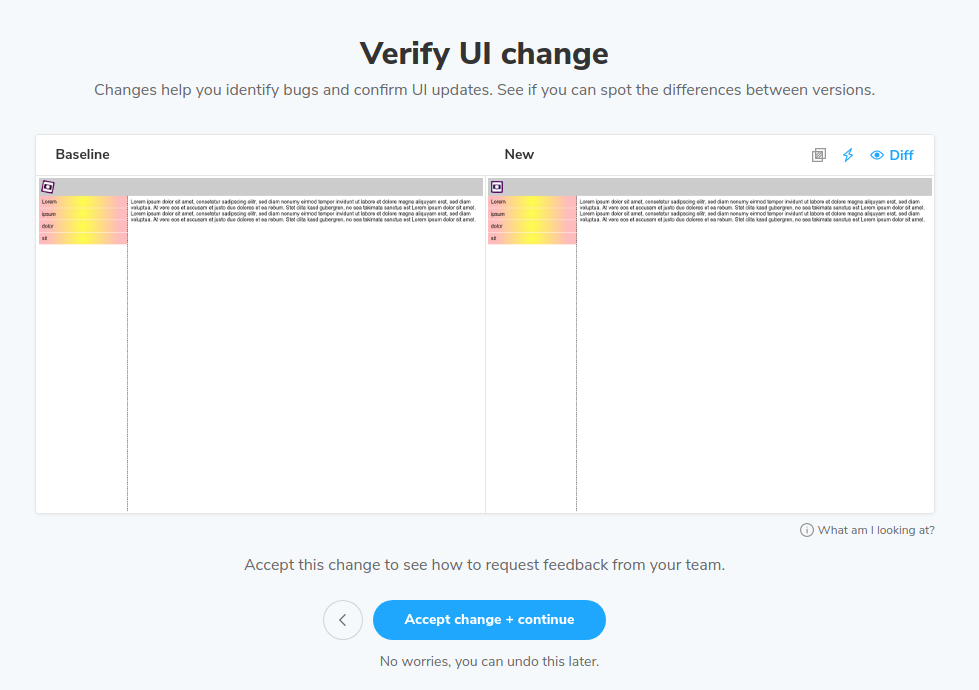 Verify UI change
Changes help you identify bugs and confirm UI updates. See if you can spot the differences between versions.
Baseline
New
Diff
Lorem
ipsum
dolor
sit
Lorem ipsum dolor sit amet, consetetur sadipscing elitr, sed diam nonumy eirmod tempor invidunt ut labore et dolore magna aliquyam erat, sed diam
voluptua. At vero eos et accusam et justo duo dolores et ea rebum. Stet clita kasd gubergren, no sea takimata sanctus est Lorem ipsum dolor sit amet.
Lorem ipsum dolor sit amet, consetetur sadipscing elitr, sed diam nonumy eirmod tempor invidunt ut labore et dolore magna aliquyam erat, sed diam
voluptua. At vero eos et accusam et justo duo dolores et ea rebum. Stet clita kasd gubergren, no sea takimata sanctus est Lorem ipsum dolor sit amet.
Lorem
ipsum
dolor
sit
Lorem ipsum dolor sit amet, consetetur sadipscing elitr, sed diam nonumy eirmod tempor invidunt ut labore et dolore magna aliquyam erat, sed diam
voluptua. At vero eos et accusam et justo duo dolores et ea rebum. Stet clita kasd gubergren, no sea takimata sanctus est Lorem ipsum dolor sit amet.
Lorem ipsum dolor sit amet, consetetur sadipscing elitr, sed diam nonumy eirmod tempor invidunt ut labore et dolore magna aliquyam erat, sed diam
voluptua. At vero eos et accusam et justo duo dolores et ea rebum. Stet clita kasd gubergren, no sea takimata sanctus est Lorem ipsum dolor sit amet.
What am I looking at?
Accept this change to see how to request feedback from your team.
Accept change + continue
No worries, you can undo this later.